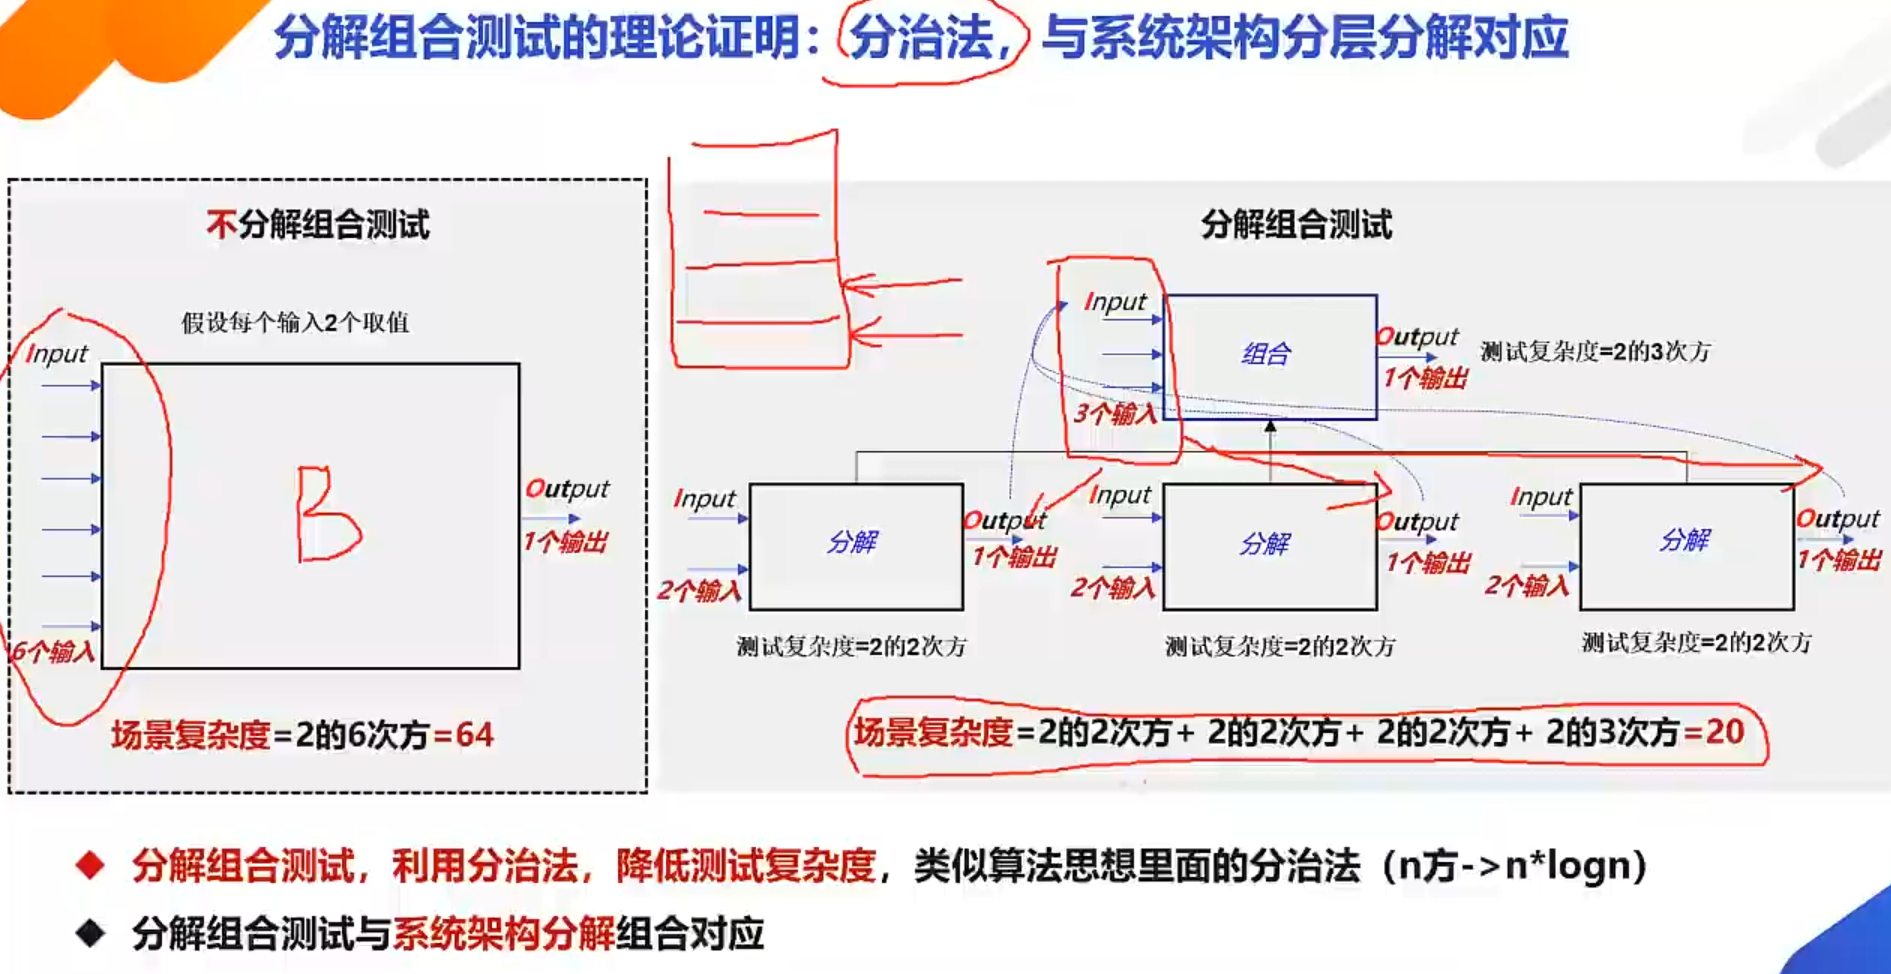 分解组合测试的理论证明：分治法，与系统架构分层分解对应
不分解组合测试
假设每个输入2个取值
Input
B
Output
1个输出
6个输入
场景复杂度=2的6次方=64
分解组合测试
Input
组合
Output
1个输出
3个输入
测试复杂度=2的3次方
Input
分解
Output
1个输出
2个输入
测试复杂度=2的2次方
Input
分解
Output
1个输出
2个输入
测试复杂度=2的2次方
Input
分解
Output
1个输出
2个输入
测试复杂度=2的2次方
场景复杂度=2的2次方+ 2的2次方+ 2的2次方+ 2的3次方=20
分解组合测试，利用分治法，降低测试复杂度，类似算法思想里面的分治法（n方->n*logn）
分解组合测试与系统架构分解组合对应